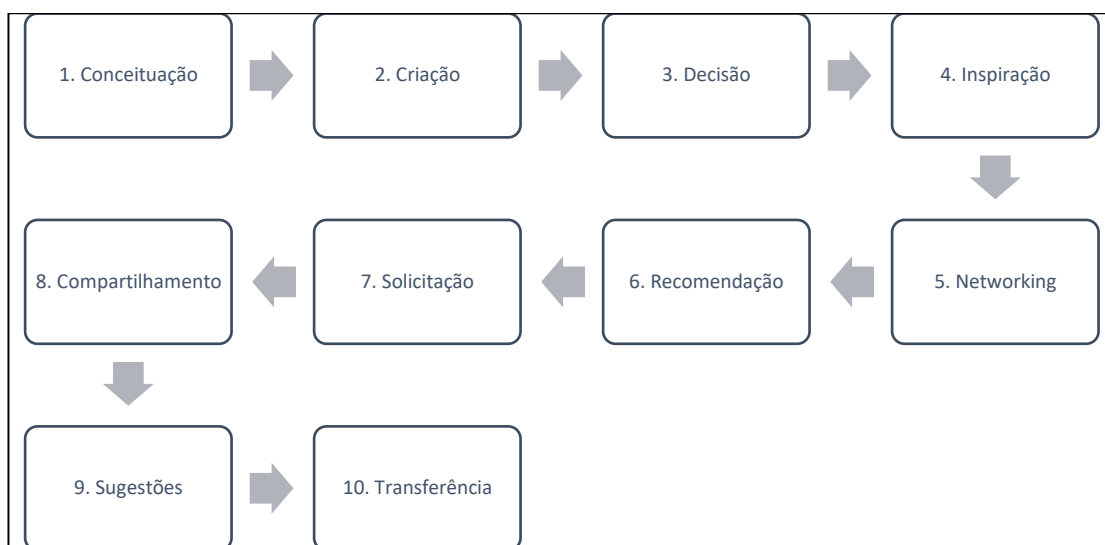 1. Conceituação
2. Criação
3. Decisão
4. Inspiração
5. Networking
6. Recomendação
7. Solicitação
8. Compartilhamento
9. Sugestões
10. Transferência